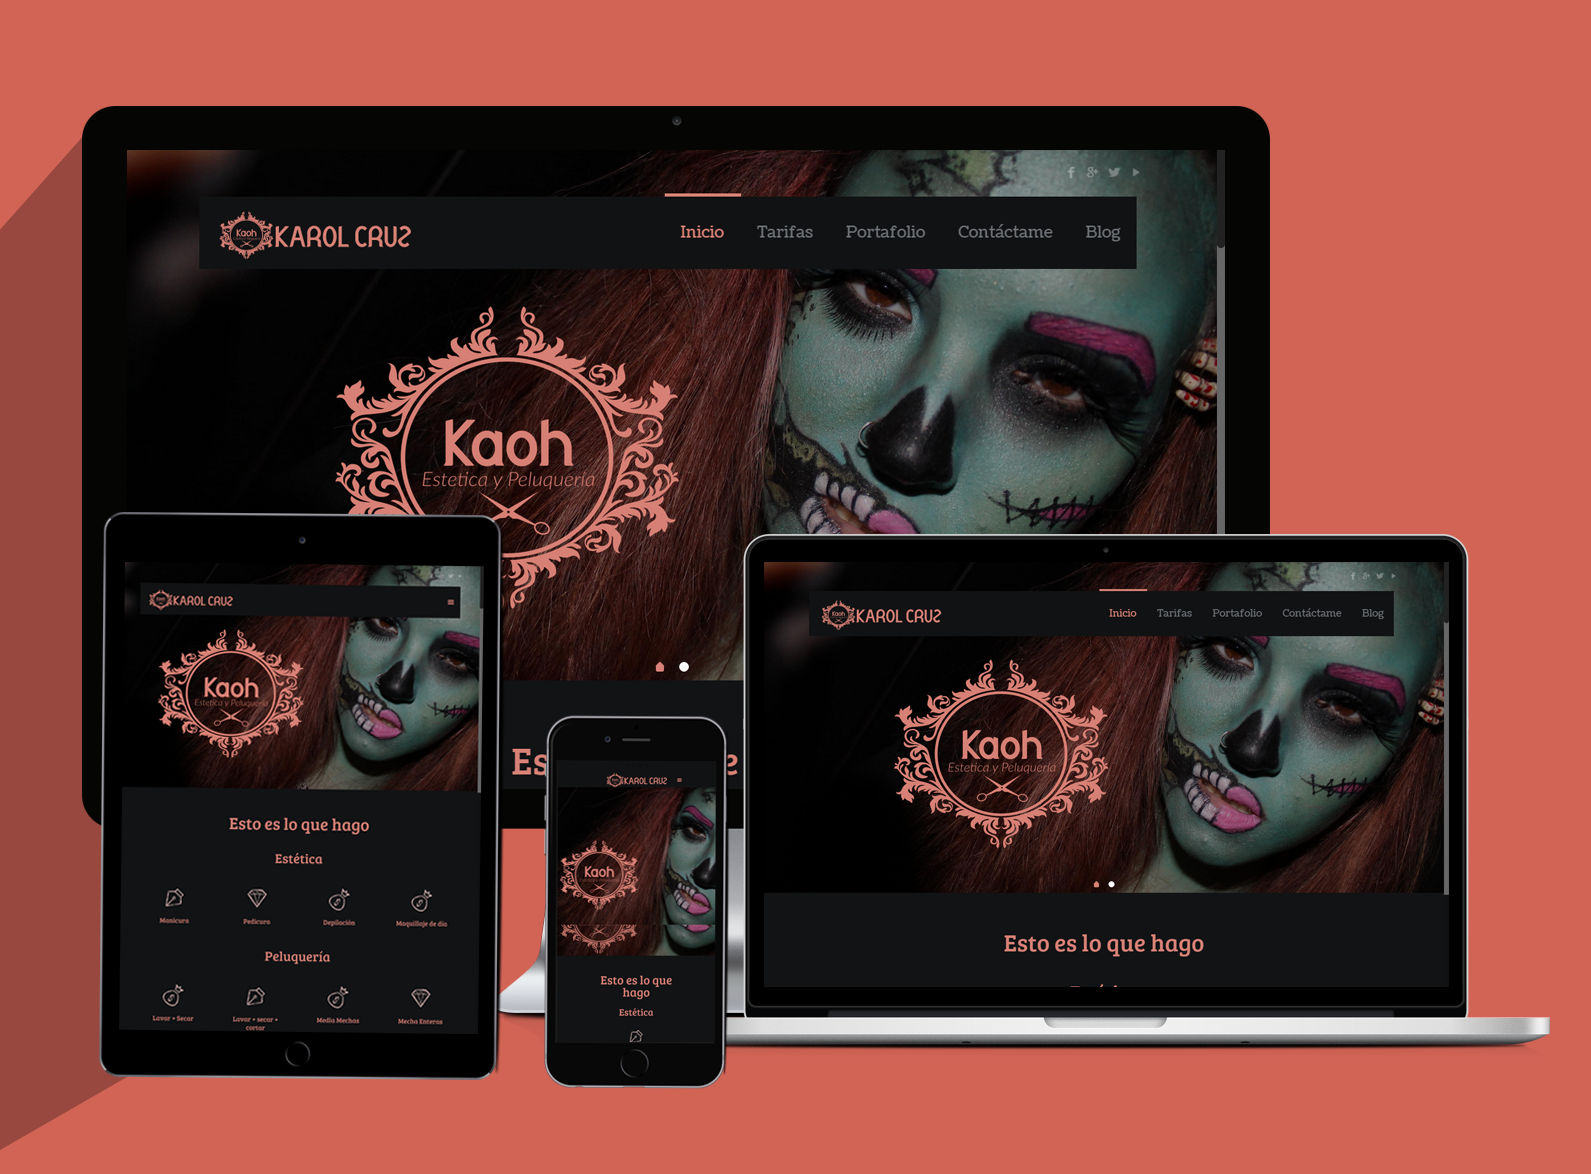 KAROL CRUZ
Inicio Tarifas Portafolio Contáctame Blog
Kaoh
Estetica y Peluquería
Es
e
KAROL CRUZ
Kaoh
Estetica y Peluquería
Esto es lo que hago
Estética
Manicura Pedicura Depilación Maquillaje de día
Peluquería
Lavar + Secar Lavar + secar + Media Mechas Mecha Enteras
cortar
KAROL CRUZ
Kaoh
Esto es lo que
hago
Estética
Kaoh
KAROL CRUZ
Inicio Tarifas Portafolio Contáctame Blog
Kaoh
Estetica y Peluquería
Esto es lo que hago